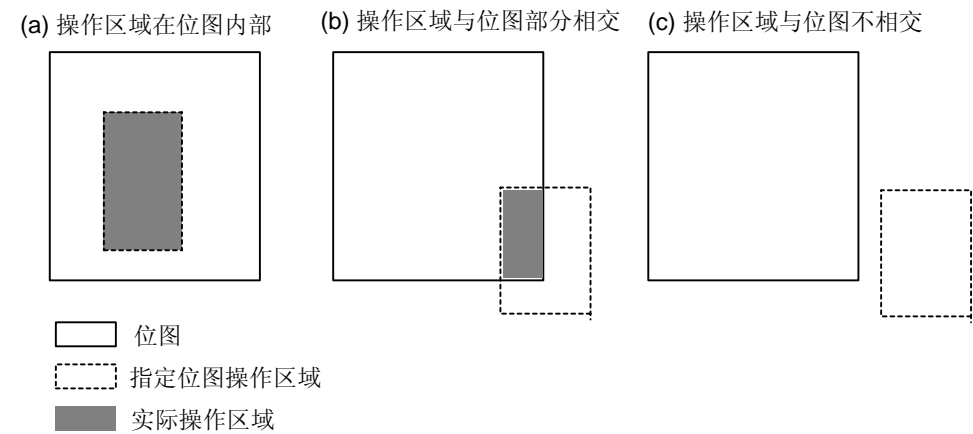 (a) 操作区域在位图内部
(b) 操作区域与位图部分相交
(c) 操作区域与位图不相交
位图
指定位图操作区域
实际操作区域